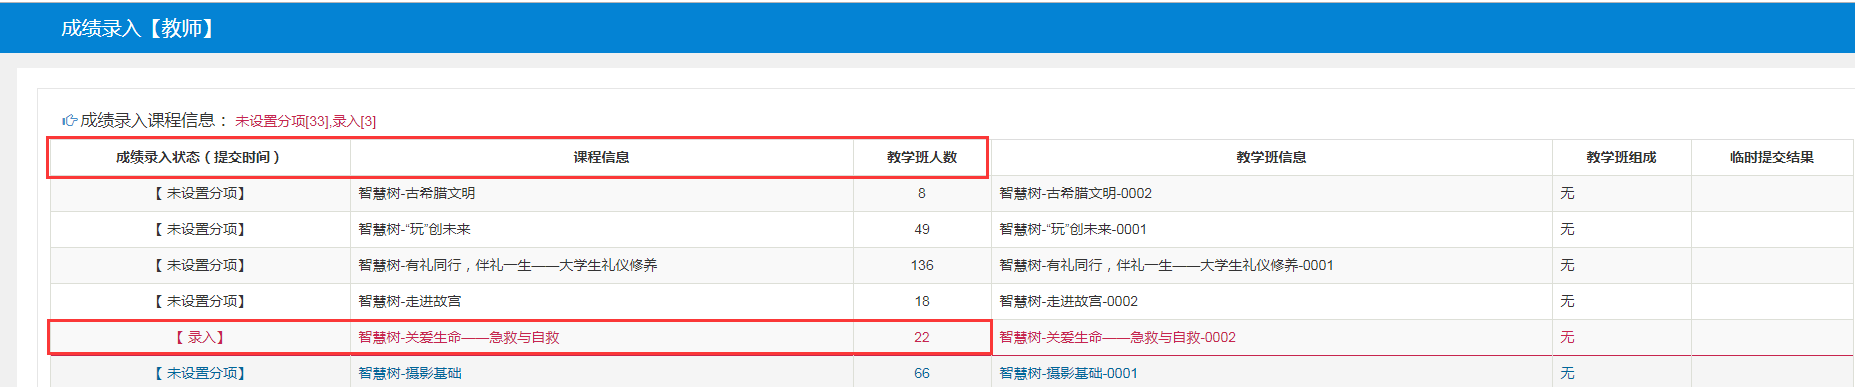 成绩录入【教师】
成绩录入课程信息： 未设置分项[33],录入[3]
成绩录入状态（提交时间） 课程信息 教学班人数 教学班信息 教学班组成 临时提交结果
【 未设置分项】 智慧树-古希腊文明 8 智慧树-古希腊文明-0002 无
【 未设置分项】 智慧树-“玩”创未来 49 智慧树-“玩”创未来-0001 无
【 未设置分项】 智慧树-有礼同行，伴礼一生——大学生礼仪修养 136 智慧树-有礼同行，伴礼一生——大学生礼仪修养-0001 无
【 未设置分项】 智慧树-走进故宫 18 智慧树-走进故宫-0002 无
【 录入】 智慧树-关爱生命——急救与自救 22 智慧树-关爱生命——急救与自救-0002 无
【 未设置分项】 智慧树-摄影基础 66 智慧树-摄影基础-0001 无